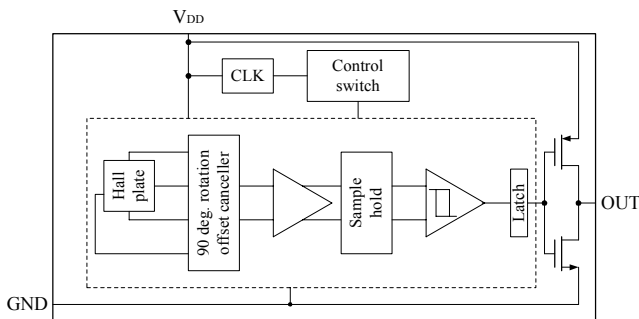 VDD
CLK
Control
switch
Hall
plate
90 deg. rotation
offset canceller
Sample
hold
Latch
OUT
GND